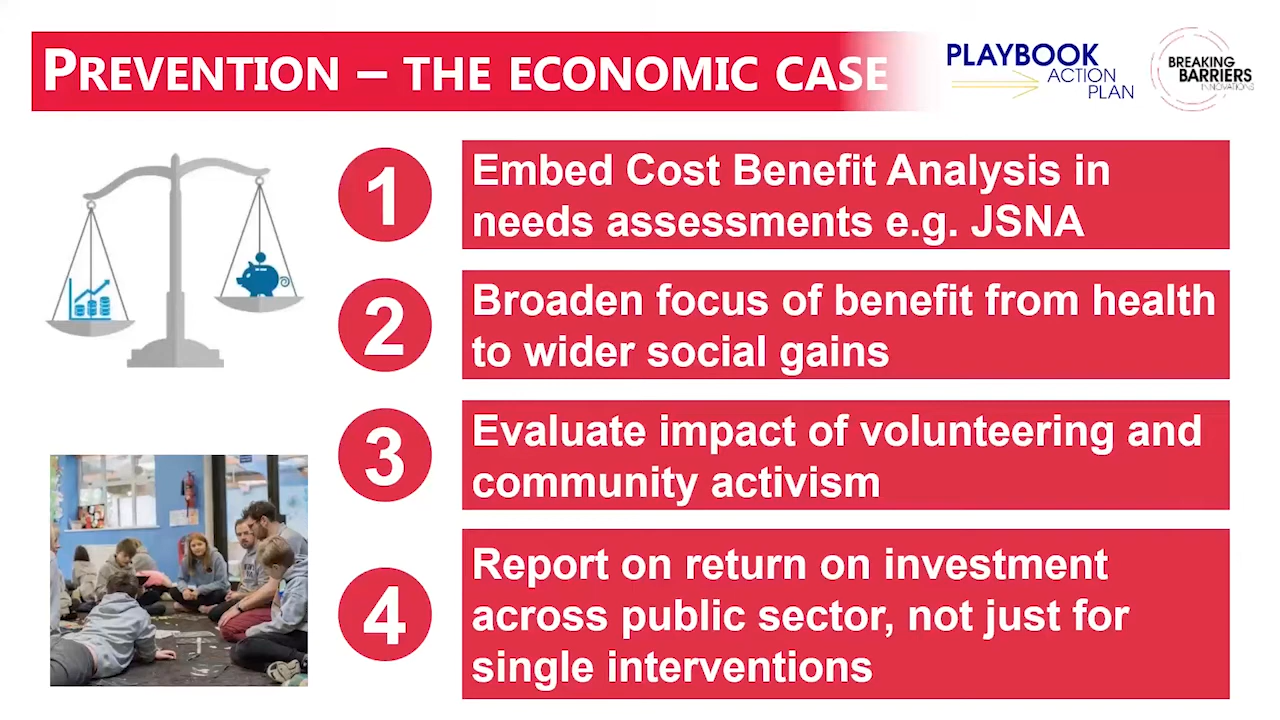 PREVENTION – THE ECONOMIC CASE
PLAYBOOK
ACTION
PLAN
BREAKING
BARRIERS
INNOVATIONS
1
Embed Cost Benefit Analysis in
needs assessments e.g. JSNA
2
Broaden focus of benefit from health
to wider social gains
3
Evaluate impact of volunteering and
community activism
4
Report on return on investment
across public sector, not just for
single interventions